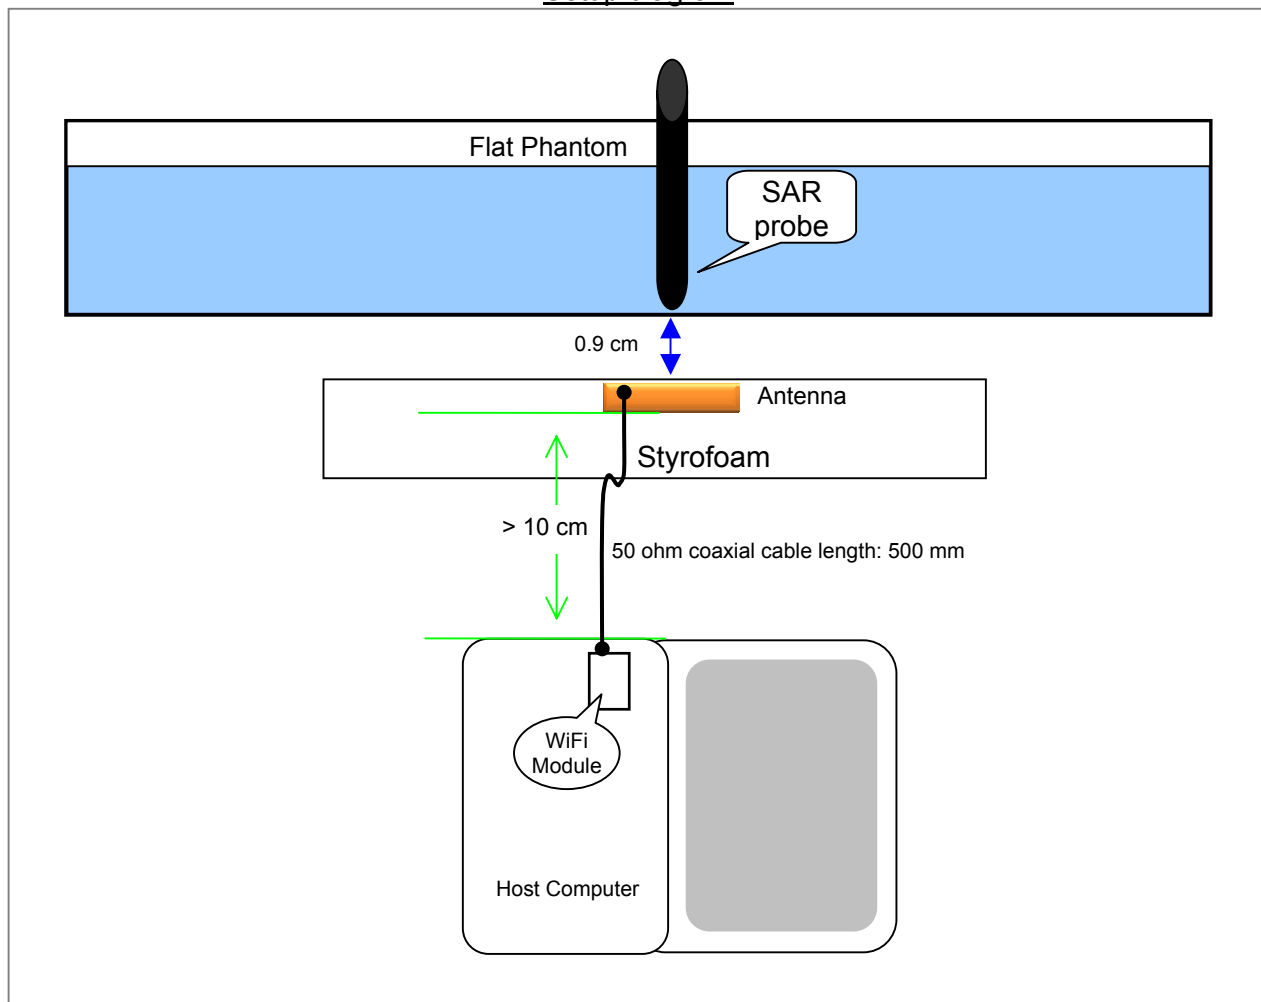 Flat Phantom
SAR
probe
0.9 cm
Antenna
Styrofoam
> 10 cm
50 ohm coaxial cable length: 500 mm
WiFi
Module
Host Computer